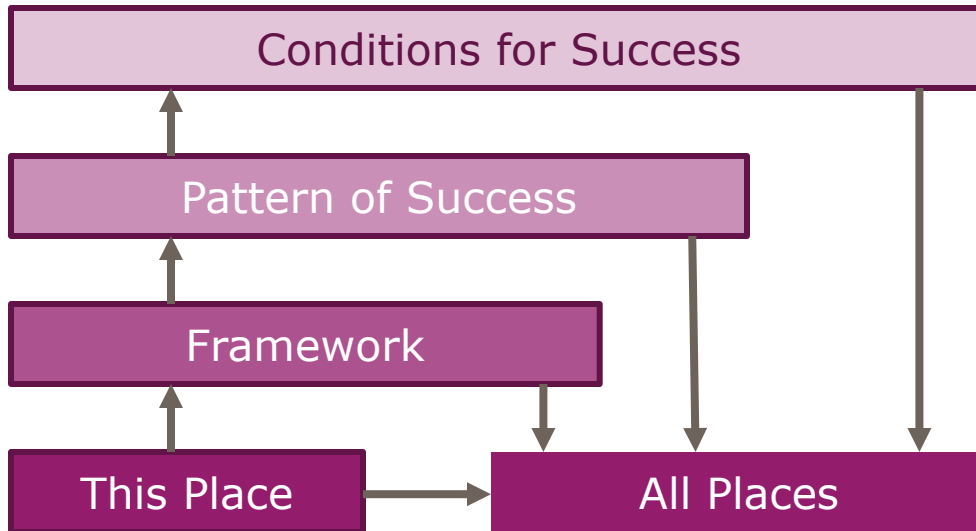 Conditions for Success
Pattern of Success
Framework
This Place
All Places